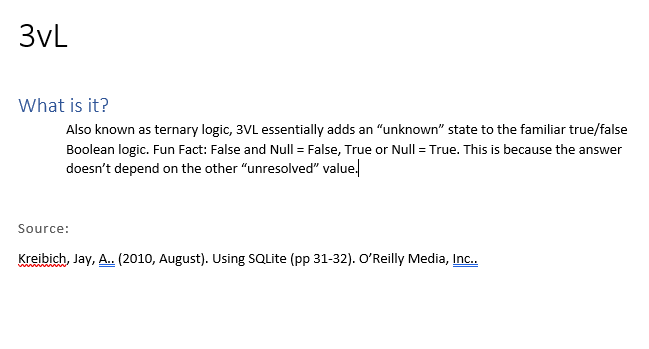 3vL
What is it?
Also known as ternary logic, 3VL essentially adds an “unknown” state to the familiar true/false
Boolean logic. Fun Fact: False and Null = False, True or Null = True. This is because the answer
doesn’t depend on the other “unresolved” value.
Source:
Kreibich, Jay, A.. (2010, August). Using SQLite (pp 31-32). O’Reilly Media, Inc..